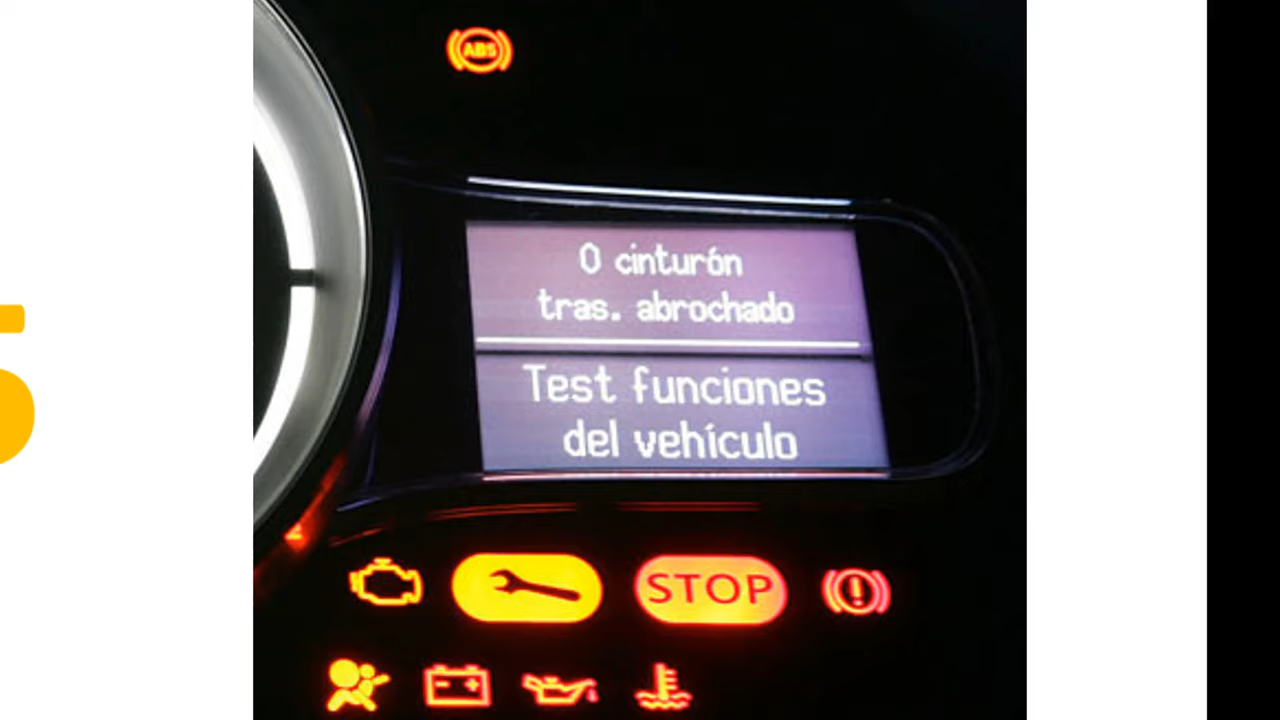 ABS
0 cinturón
tras. abrochado
Test funciones
del vehículo
STOP